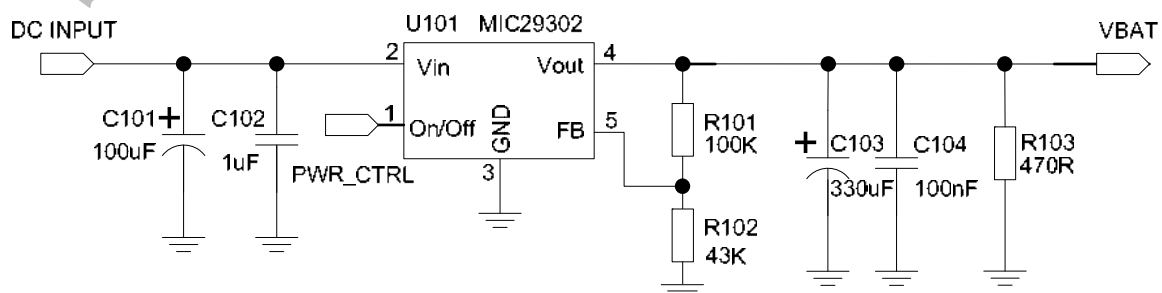 U101 MIC29302
DC INPUT
VBAT
2
4
Vin
Vout
C101
+
C102
1
On/Off
GND
FB
5
R101
100K
100uF
1uF
PWR_CTRL
3
+
C103
C104
R103
470R
330uF
100nF
R102
43K